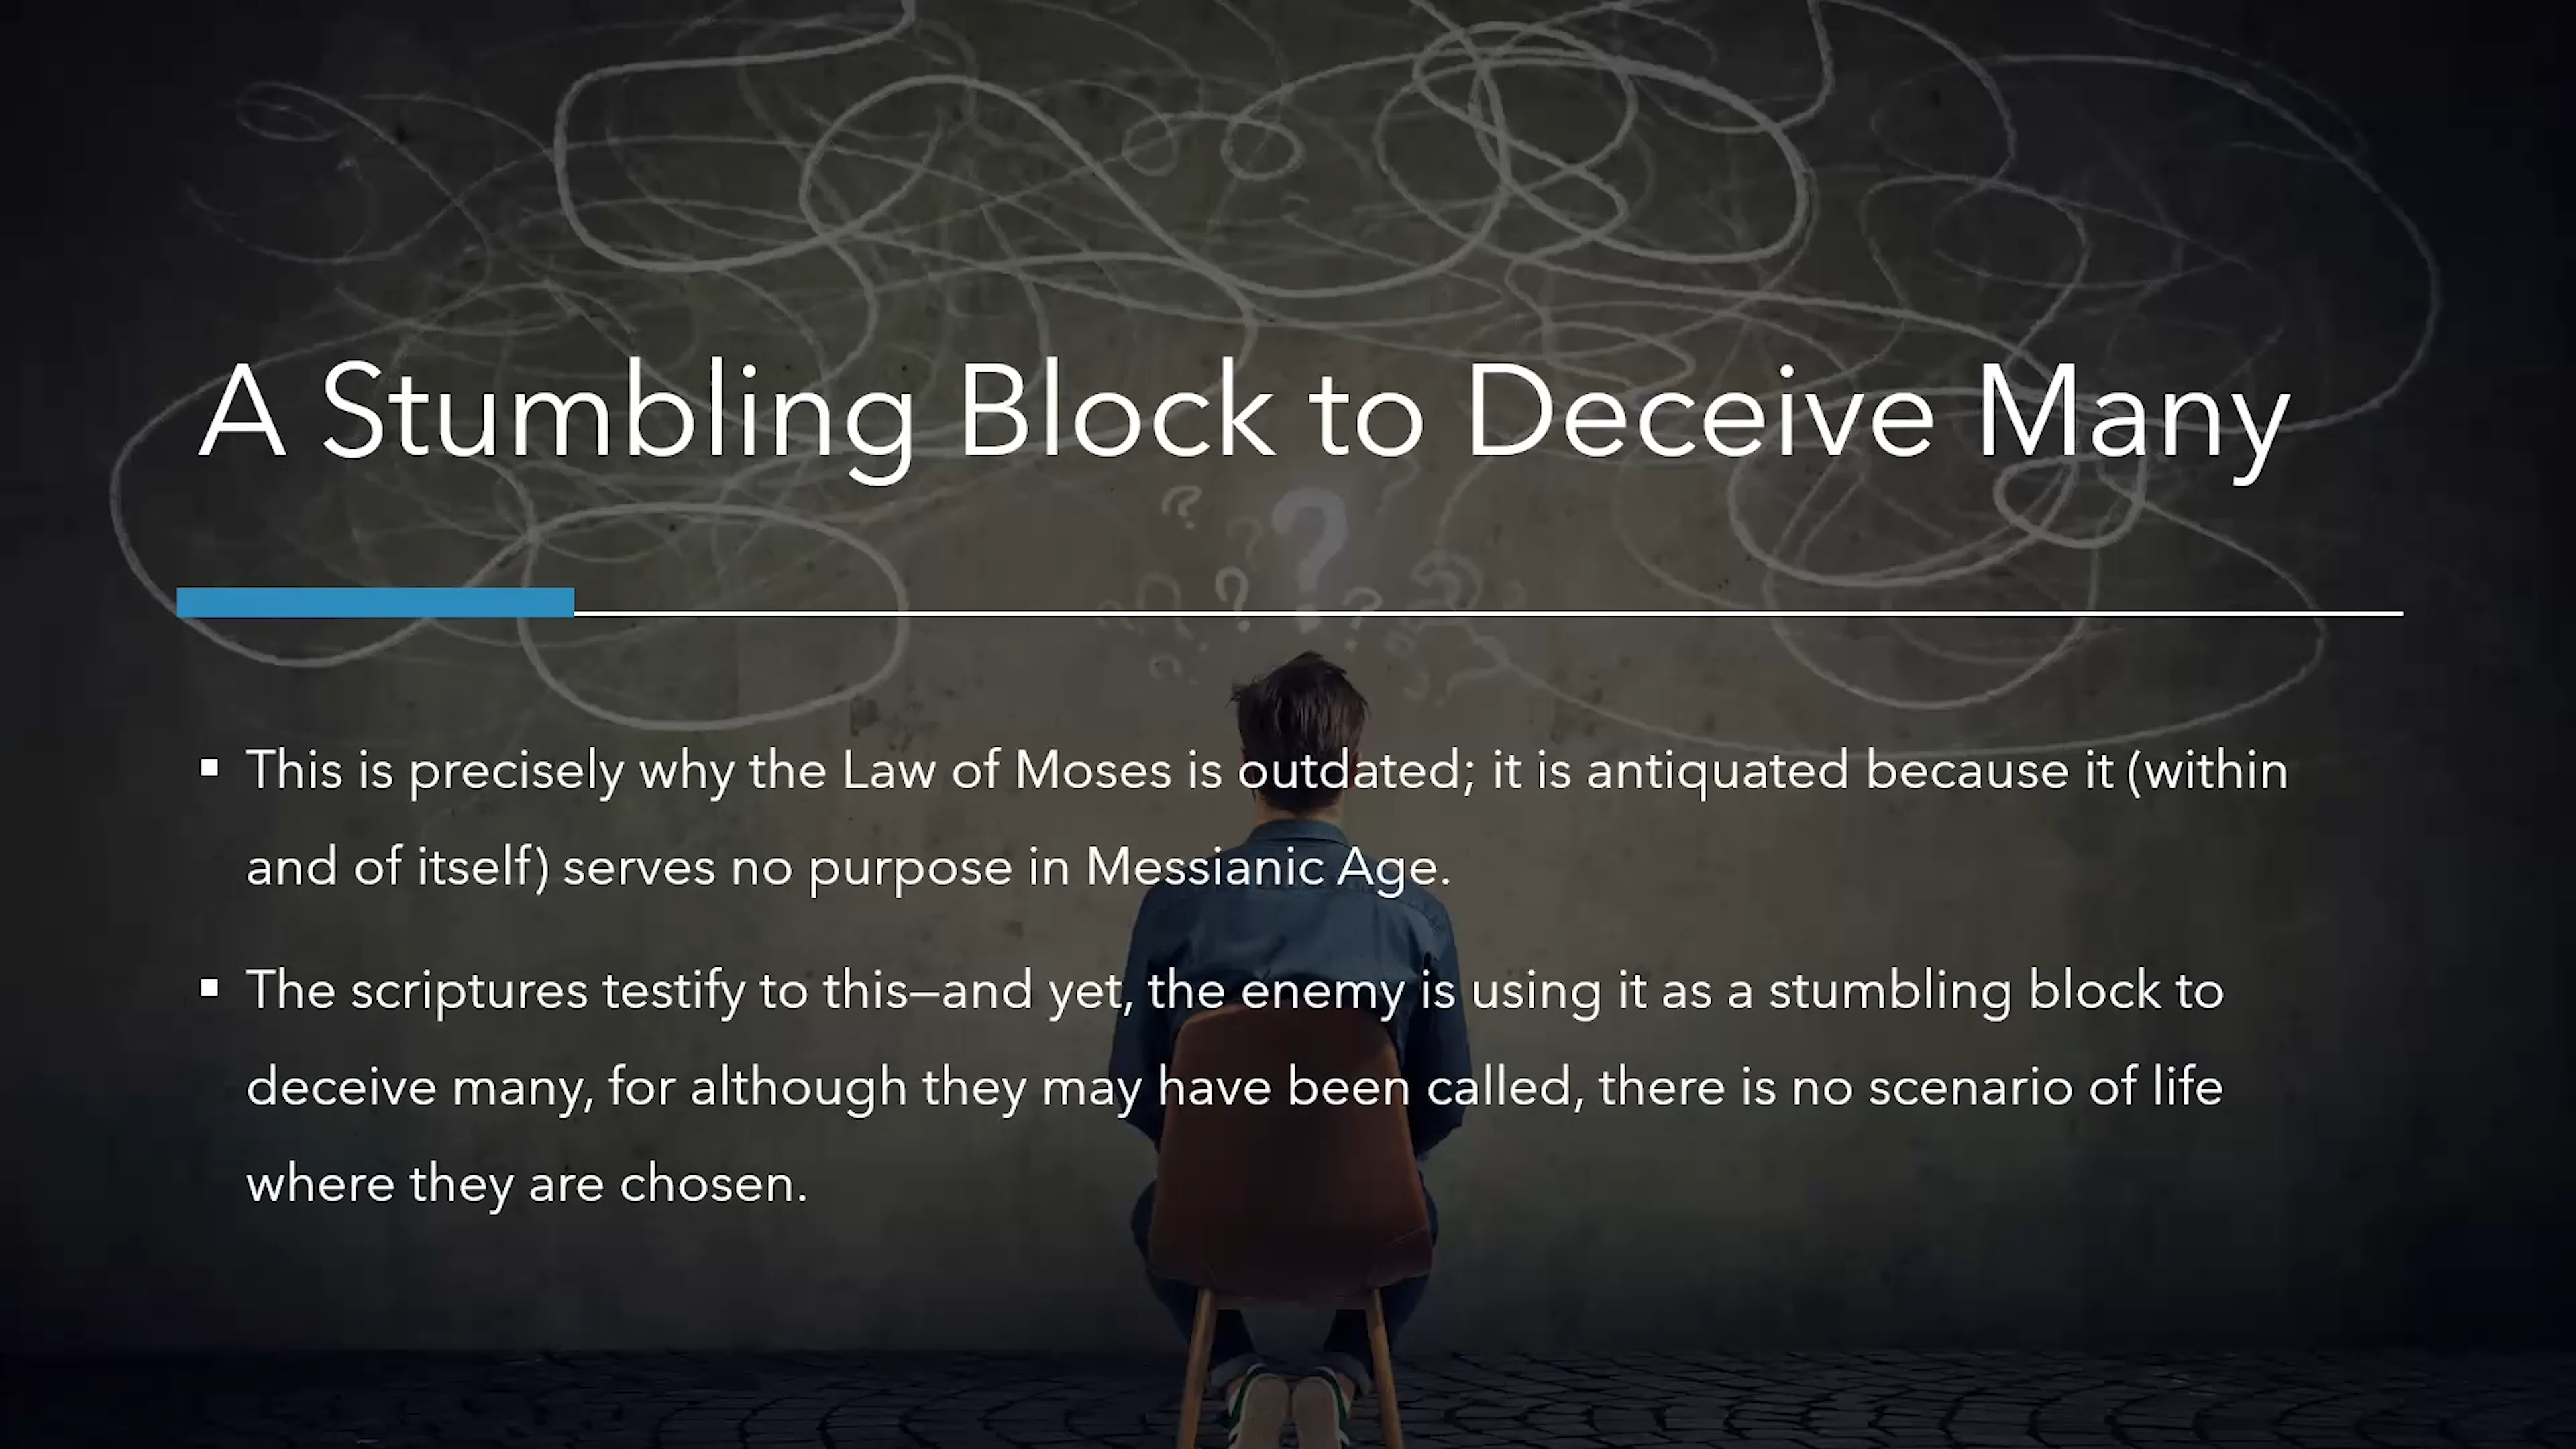 A Stumbling Block to Deceive Many
▪ This is precisely why the Law of Moses is outdated; it is antiquated because it (within
and of itself) serves no purpose in Messianic Age.
▪ The scriptures testify to this—and yet, the enemy is using it as a stumbling block to
deceive many, for although they may have been called, there is no scenario of life
where they are chosen.